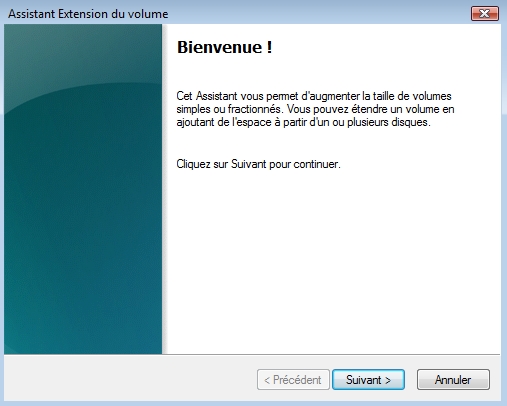 Assistant Extension du volume
Bienvenue !
Cet Assistant vous permet d'augmenter la taille de volumes
simples ou fractionnés. Vous pouvez étendre un volume en
ajoutant de l'espace à partir d'un ou plusieurs disques.
Cliquez sur Suivant pour continuer.
< Précédent
Suivant >
Annuler